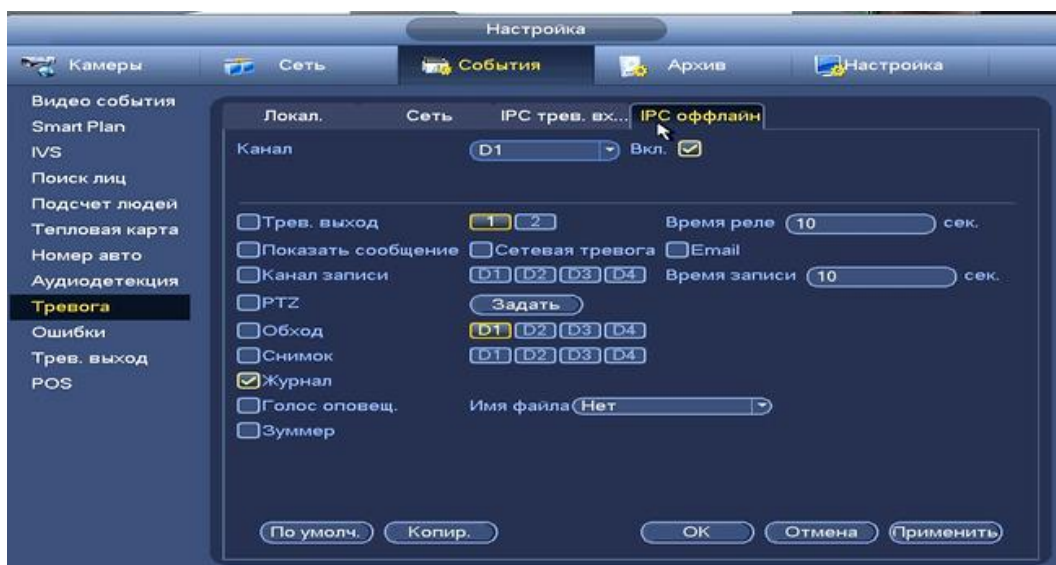 Настройка
Камеры Сеть События Архив Настройка
Видео события
Smart Plan
IVS
Поиск лиц
Подсчет людей
Тепловая карта
Номер авто
Аудиодетекция
Тревога
Ошибки
Трев. выход
POS
Локал. Сеть IPC трев. вх... IPC оффлайн
Канал D1 Вкл.
Трев. выход 1 2 Время реле 10 сек.
Показать сообщение Сетевая тревога Email
Канал записи D1 D2 D3 D4 Время записи 10 сек.
PTZ Задать
Обход D1 D2 D3 D4
Снимок D1 D2 D3 D4
Журнал
Голос оповещ. Имя файла Нет
Зуммер
По умолч. Копир. OK Отмена Применить